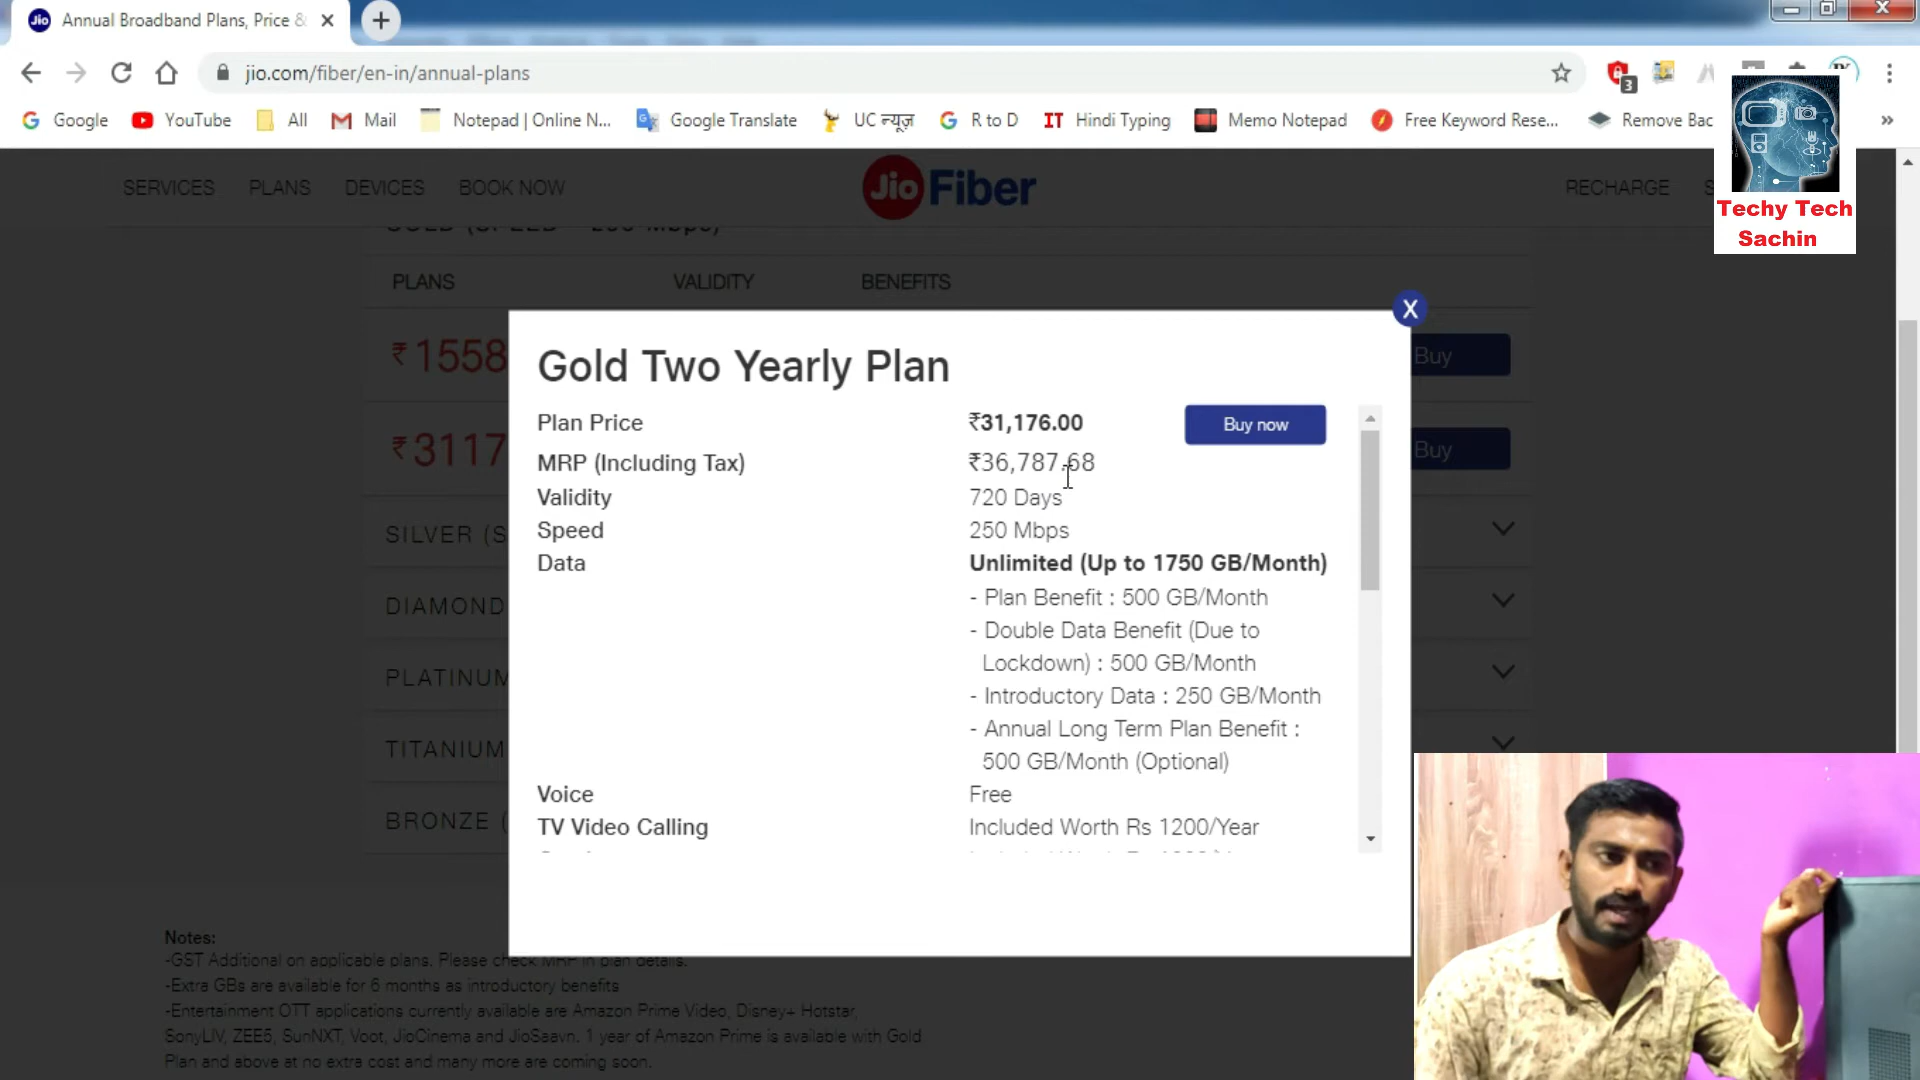 Jio Annual Broadband Plans, Price &
jio.com/fiber/en-in/annual-plans
3
Google YouTube All Mail Notepad | Online N... Google Translate UC न्यूज़ R to D IT Hindi Typing Memo Notepad Free Keyword Rese... Remove Bac »
SERVICES PLANS DEVICES BOOK NOW Jio Fiber RECHARGE S
Techy Tech
Sachin
PLANS VALIDITY BENEFITS
₹1558 Buy
₹3117 Buy
X
Gold Two Yearly Plan
Plan Price ₹31,176.00 Buy now
MRP (Including Tax) ₹36,787.68
Validity 720 Days
Speed 250 Mbps
Data Unlimited (Up to 1750 GB/Month)
- Plan Benefit : 500 GB/Month
- Double Data Benefit (Due to
Lockdown) : 500 GB/Month
- Introductory Data : 250 GB/Month
- Annual Long Term Plan Benefit :
500 GB/Month (Optional)
Voice Free
TV Video Calling Included Worth Rs 1200/Year
SILVER (S
DIAMOND
PLATINUM
TITANIUM
BRONZE (
Notes:
-GST Additional on applicable plans. Please check MRP in plan details.
-Extra GBs are available for 6 months as introductory benefits
-Entertainment OTT applications currently available are Amazon Prime Video, Disney+ Hotstar,
SonyLIV, ZEE5, SunNXT, Voot, JioCinema and JioSaavn. 1 year of Amazon Prime is available with Gold
Plan and above at no extra cost and many more are coming soon.